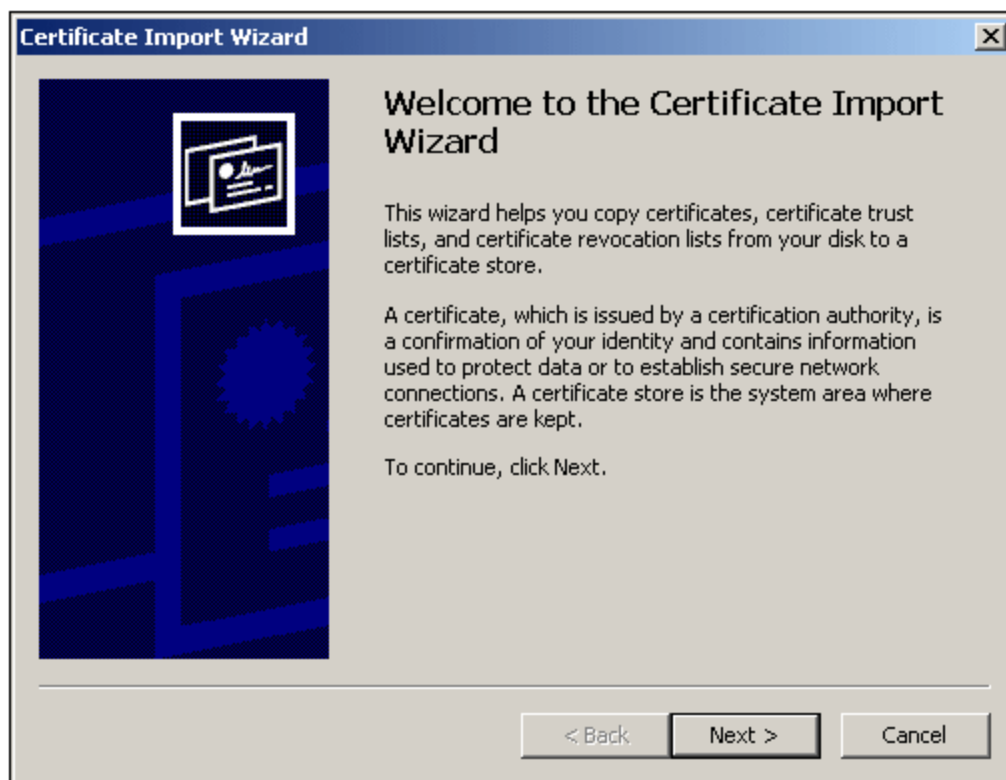 Certificate Import Wizard
Welcome to the Certificate Import
Wizard
This wizard helps you copy certificates, certificate trust
lists, and certificate revocation lists from your disk to a
certificate store.
A certificate, which is issued by a certification authority, is
a confirmation of your identity and contains information
used to protect data or to establish secure network
connections. A certificate store is the system area where
certificates are kept.
To continue, click Next.
< Back
Next >
Cancel